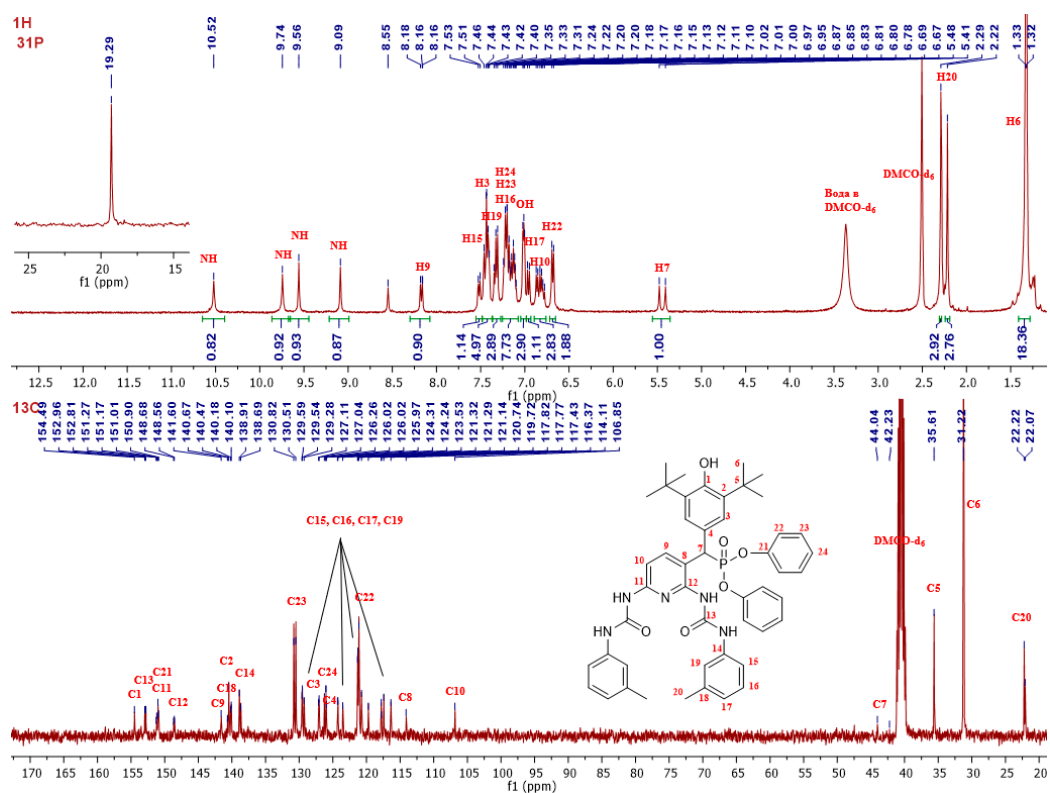 1H
31P
19.29
10.52 9.74 9.56 9.09 8.55 8.18 8.16 8.16 7.53 7.51 7.46 7.44 7.43 7.42 7.40 7.35 7.33 7.31 7.24 7.22 7.20 7.20 7.18 7.17 7.16 7.15 7.13 7.12 7.11 7.10 7.02 7.01 7.00 6.97 6.95 6.87 6.85 6.83 6.81 6.80 6.78 6.69 6.67 5.48 5.41 2.29 2.22 1.33 1.32
25 20 15
f1 (ppm)
NH
NH
NH
NH
H9
H15
H3
H19
H24
H23
H16
OH
H17
H10
H22
H7
Вода в
DMCO-d6
DMCO-d6
H20
H6
0.82 0.92 0.93 0.87 0.90 1.14 4.97 2.89 7.73 2.90 1.11 2.83 1.88 1.00 2.92 2.76 18.36
12.5 12.0 11.5 11.0 10.5 10.0 9.5 9.0 8.5 8.0 7.5 7.0 6.5 6.0 5.5 5.0 4.5 4.0 3.5 3.0 2.5 2.0 1.5
f1 (ppm)
13C
154.49 152.96 152.81 151.27 151.17 151.01 150.90 148.68 148.56 141.60 140.67 140.47 140.18 140.10 138.91 138.69 130.82 130.51 129.59 129.54 129.28 127.11 127.04 126.26 126.02 126.02 125.97 124.31 124.24 123.53 121.32 121.29 121.14 120.74 119.72 117.82 117.77 117.43 116.37 114.11 106.85 44.04 42.23 35.61 31.22 22.22 22.07
C15, C16, C17, C19
C1
C13
C21
C11
C12
C9
C18
C2
C14
C23
C3
C24
C4
C22
C8
C10
C7
DMCO-d6
C5
C6
C20
OH
1
2
3
4
5
6
6
7
8
9
10
11
12
13
14
15
16
17
18
19
20
21
22
23
24
O
P
O
O
N
HN
NH
HN
O
O
NH
170 165 160 155 150 145 140 135 130 125 120 115 110 105 100 95 90 85 80 75 70 65 60 55 50 45 40 35 30 25 20
f1 (ppm)